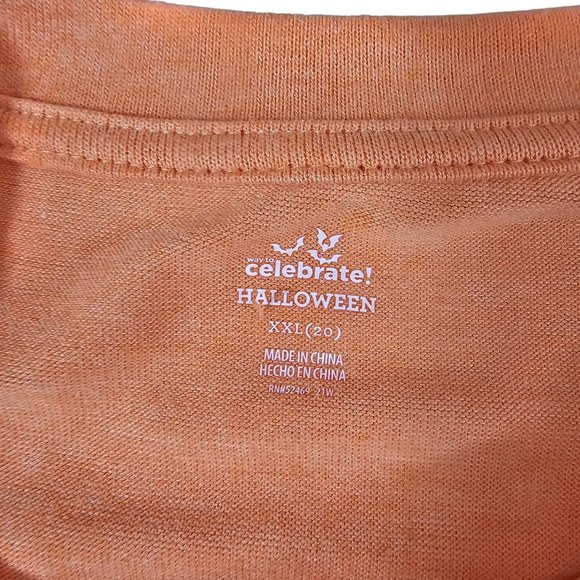 way to
celebrate!
HALLOWEEN
XXL(20)
MADE IN CHINA
HECHO EN CHINA
RN#52469 21W